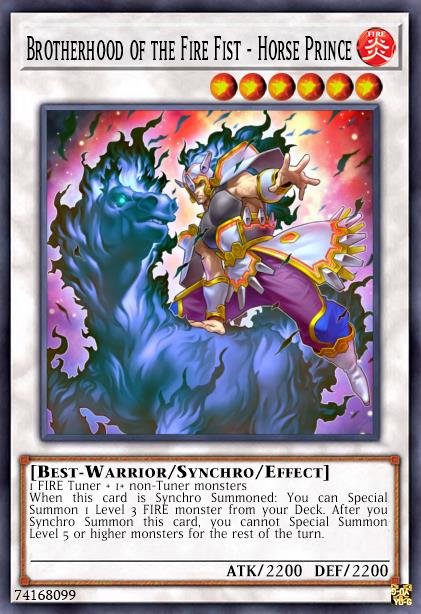 BROTHERHOOD OF THE FIRE FIST - HORSE PRINCE
FIRE
炎
[BEST-WARRIOR/SYNCHRO/EFFECT]
1 FIRE Tuner + 1+ non-Tuner monsters
When this card is Synchro Summoned: You can Special
Summon 1 Level 3 FIRE monster from your Deck. After you
Synchro Summon this card, you cannot Special Summon
Level 5 or higher monsters for the rest of the turn.
ATK/2200 DEF/2200
74168099